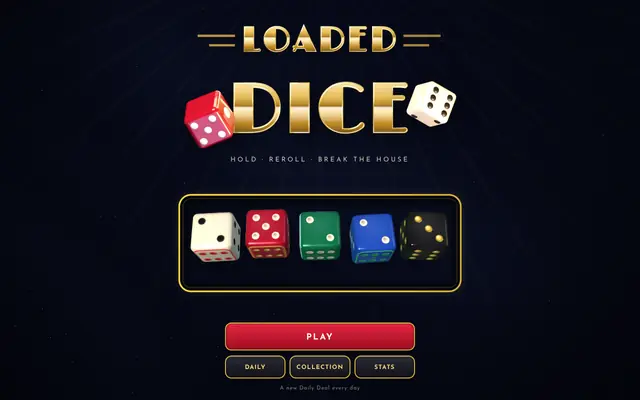 LOADED
DICE
HOLD · REROLL · BREAK THE HOUSE
PLAY
DAILY
COLLECTION
STATS
A new Daily Deal every day